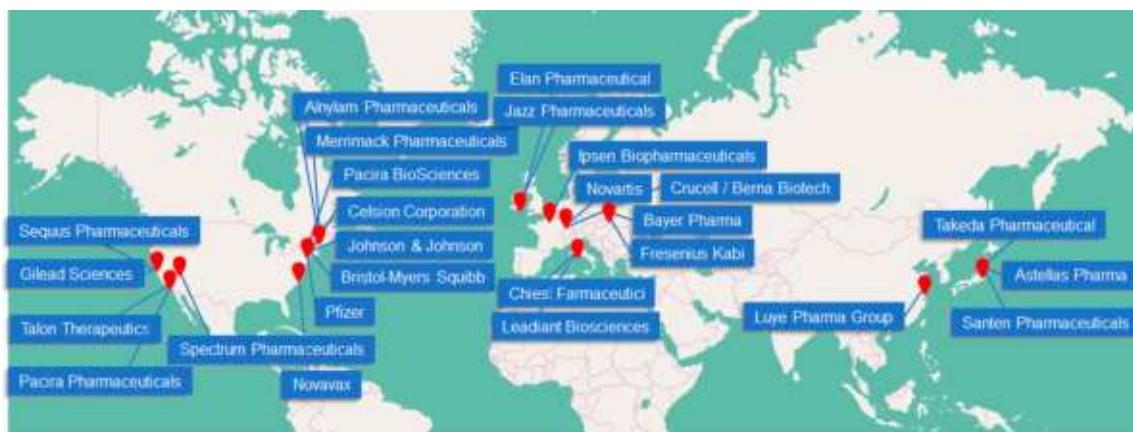 Elan Pharmaceutical
Jazz Pharmaceuticals
Alnylam Pharmaceuticals
Merrimack Pharmaceuticals
Pacira BioSciences
Celsion Corporation
Johnson & Johnson
Bristol-Myers Squibb
Pfizer
Novavax
Sequus Pharmaceuticals
Gilead Sciences
Talon Therapeutics
Spectrum Pharmaceuticals
Pacira Pharmaceuticals
Ipsen Biopharmaceuticals
Novartis
Crucell / Berna Biotech
Bayer Pharma
Fresenius Kabi
Chiesi Farmaceutici
Leadiant Biosciences
Takeda Pharmaceutical
Astellas Pharma
Luye Pharma Group
Santen Pharmaceuticals